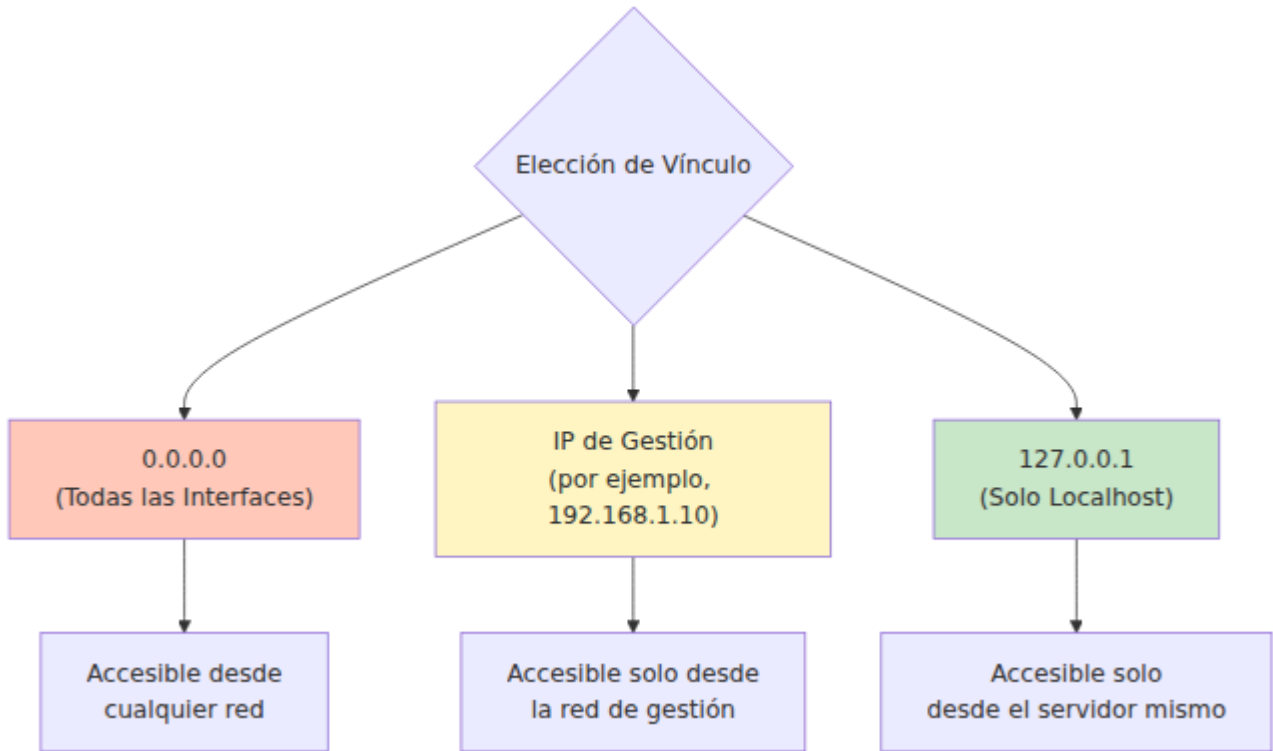 Elección de Vínculo
0.0.0.0
(Todas las Interfaces)
IP de Gestión
(por ejemplo,
192.168.1.10)
127.0.0.1
(Solo Localhost)
Accesible desde
cualquier red
Accesible solo desde
la red de gestión
Accesible solo
desde el servidor mismo